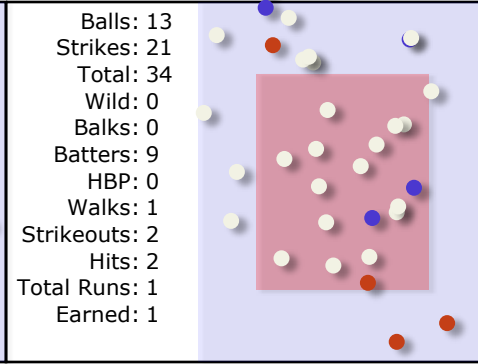 Balls: 13
Strikes: 21
Total: 34
Wild: 0
Balks: 0
Batters: 9
HBP: 0
Walks: 1
Strikeouts: 2
Hits: 2
Total Runs: 1
Earned: 1